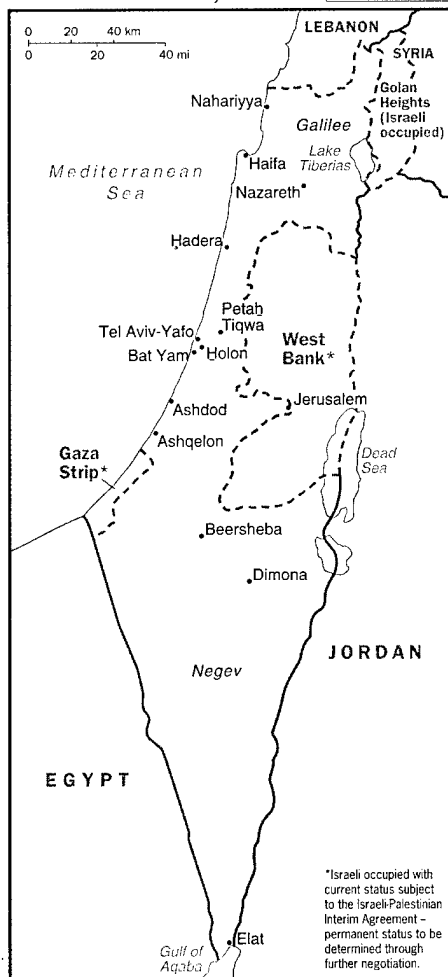 0 20 40 km
0 20 40 mi
LEBANON
SYRIA
Golan
Heights
(Israeli
occupied)
Nahariyya
Galilee
Lake
Tiberias
Mediterranean
Sea
Haifa
Nazareth
Hadera
Petah
Tiqwa
Tel Aviv-Yafo
Bat Yam
Holon
West
Bank*
Jerusalem
Ashdod
Ashqelon
Gaza
Strip*
Dead
Sea
Beersheba
Dimona
JORDAN
Negev
EGYPT
*Israeli occupied with
current status subject
to the Israeli-Palestinian
Interim Agreement –
permanent status to be
determined through
further negotiation.
Elat
Gulf of
Aqaba